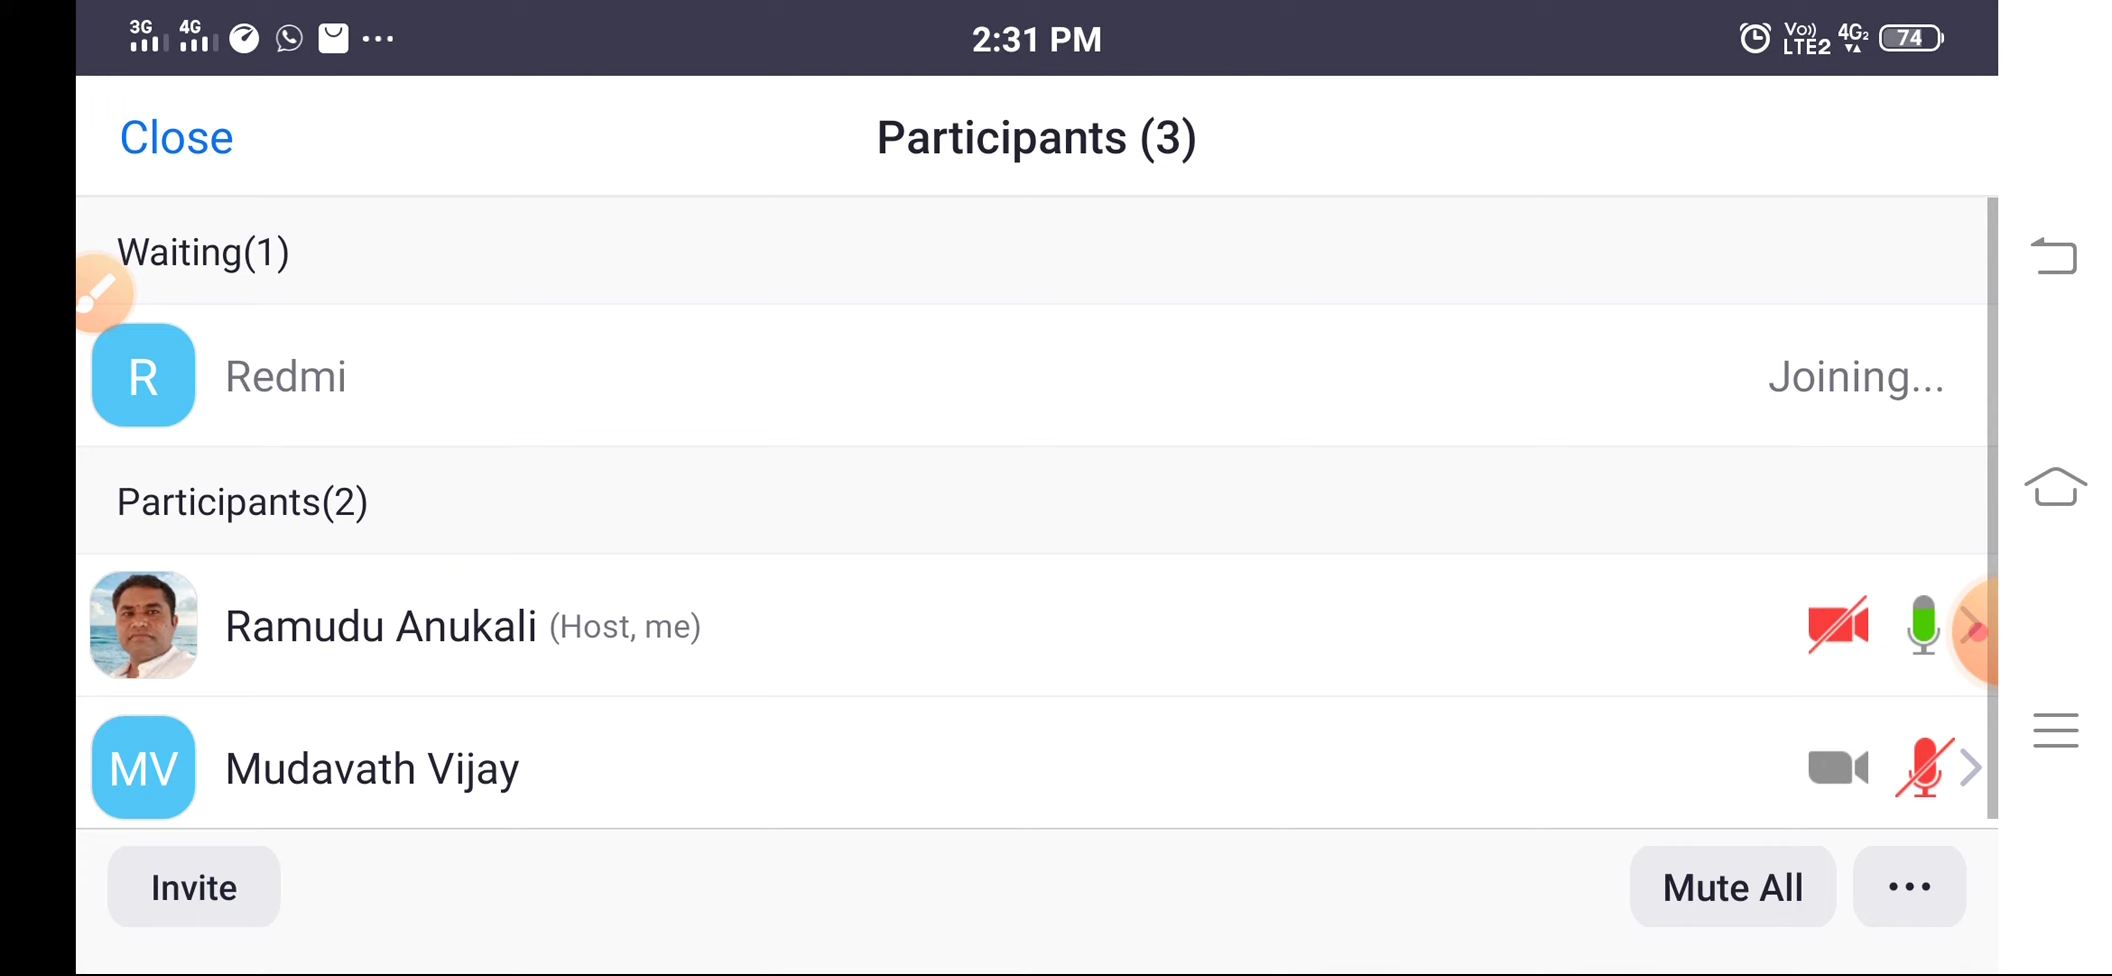 3G 4G 2:31 PM Vo)) LTE2 4G2 74
Close Participants (3)
Waiting(1)
R Redmi Joining...
Participants(2)
Ramudu Anukali (Host, me)
MV Mudavath Vijay
Invite Mute All ...